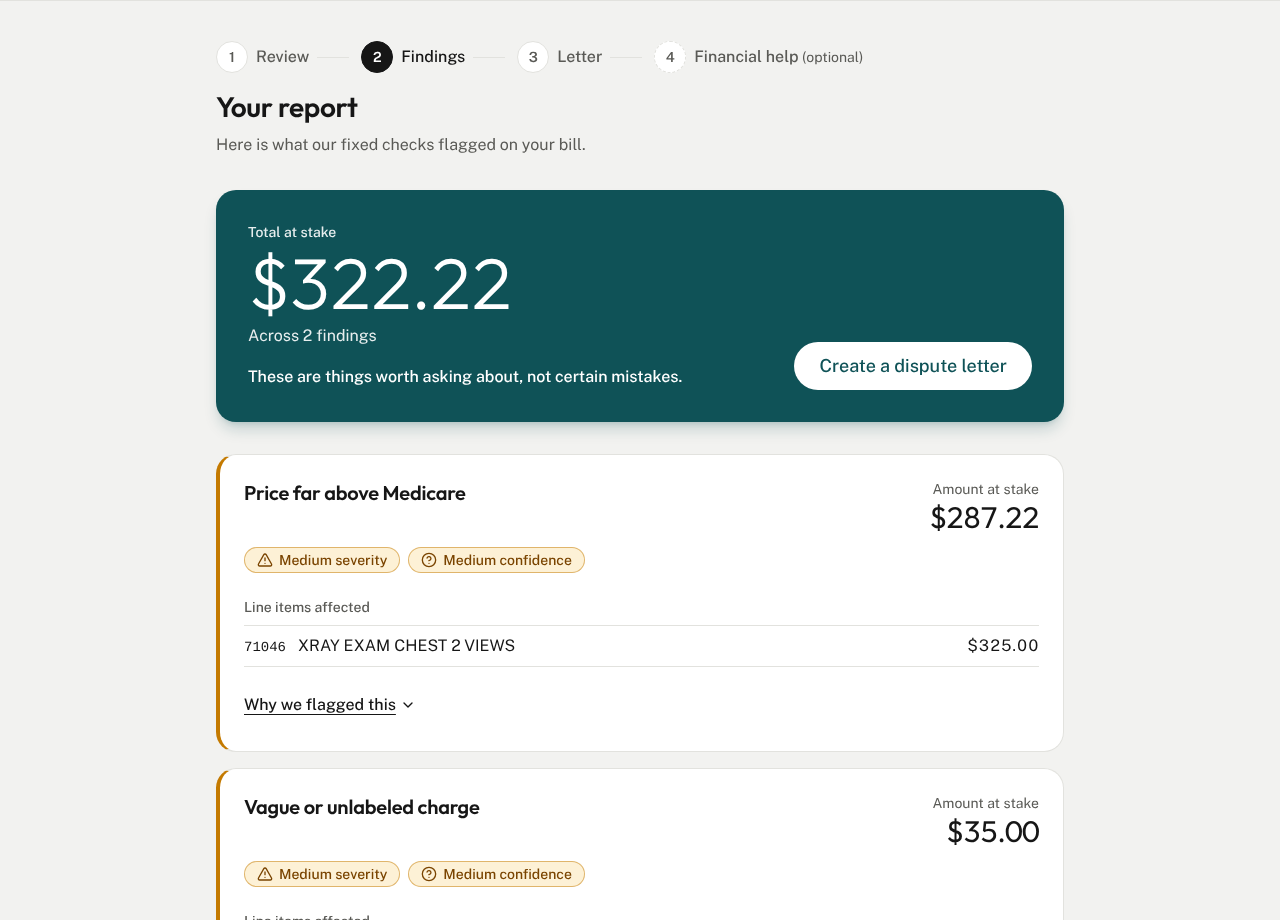 1 Review 2 Findings 3 Letter 4 Financial help (optional)
Your report
Here is what our fixed checks flagged on your bill.
Total at stake
$322.22
Across 2 findings
These are things worth asking about, not certain mistakes.
Create a dispute letter
Price far above Medicare
Amount at stake
$287.22
Medium severity Medium confidence
Line items affected
71046 XRAY EXAM CHEST 2 VIEWS $325.00
Why we flagged this
Vague or unlabeled charge
Amount at stake
$35.00
Medium severity Medium confidence
Line items affected